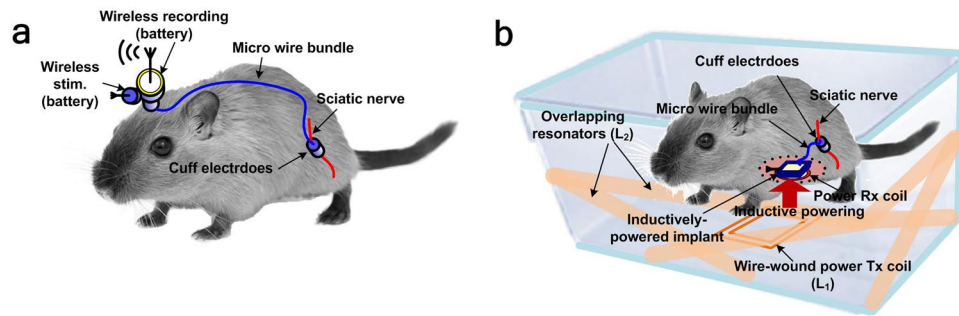 a
Wireless recording
(battery)
Micro wire bundle
Wireless
stim.
(battery)
Sciatic nerve
Cuff electrdoes
b
Cuff electrdoes
Sciatic nerve
Micro wire bundle
Overlapping
resonators (L₂)
Power Rx coil
Inductive powering
Inductively-
powered implant
Wire-wound power Tx coil
(L₁)